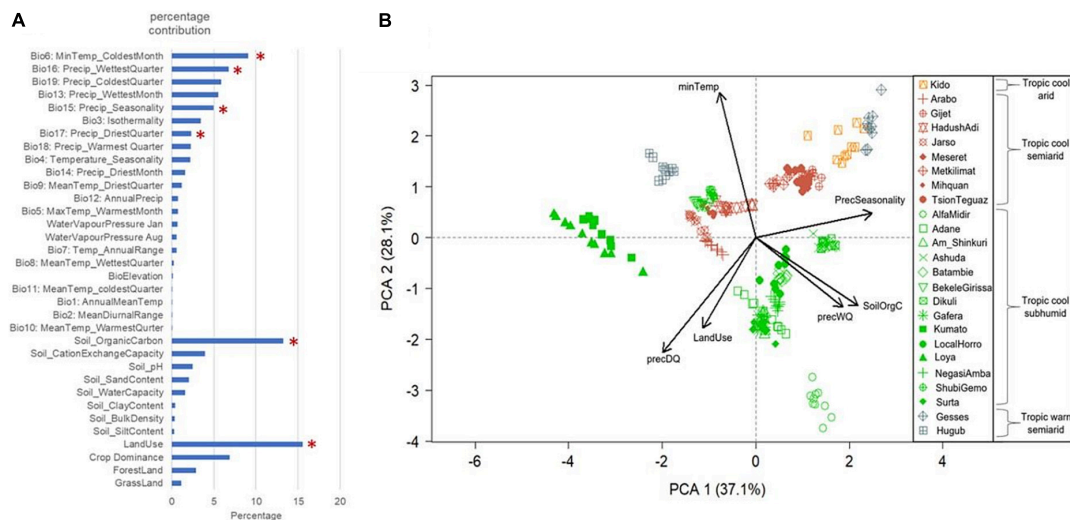 A
percentage
contribution
Bio6: MinTemp_ColdestMonth
Bio16: Precip_WettestQuarter
Bio19: Precip_ColdestQuarter
Bio13: Precip_WettestMonth
Bio15: Precip_Seasonality
Bio3: Isothermality
Bio17: Precip_DriestQuarter
Bio18: Precip_Warmest Quarter
Bio4: Temperature_Seasonality
Bio14: Precip_DriestMonth
Bio9: MeanTemp_DriestQuarter
Bio12: AnnualPrecip
Bio5: MaxTemp_WarmestMonth
WaterVapourPressure Jan
WaterVapourPressure Aug
Bio7: Temp_AnnualRange
Bio8: MeanTemp_WettestQuarter
BioElevation
Bio11: MeanTemp_coldestQuarter
Bio1: AnnualMeanTemp
Bio2: MeanDiurnalRange
Bio10: MeanTemp_WarmestQurter
Soil_OrganicCarbon
Soil_CationExchangeCapacity
Soil_pH
Soil_SandContent
Soil_WaterCapacity
Soil_ClayContent
Soil_BulkDensity
Soil_SiltContent
LandUse
Crop Dominance
ForestLand
GrassLand
0 5 10 15 20
Percentage
B
PCA 2 (28.1%)
3
2
1
0
-1
-2
-3
-4
minTemp
PrecSeasonality
SoilOrgC
precWQ
LandUse
precDQ
-6 -4 -2 0 2 4
PCA 1 (37.1%)
Kido
Arabo
Gijet
HadushAdi
Jarso
Meseret
Metkilimat
Mihquan
TsionTeguaz
AlfaMidir
Adane
Am_Shinkuri
Ashuda
Batambie
BekeleGirissa
Dikuli
Gafera
Kumato
LocalHorro
Loya
NegasiAmba
ShubiGemo
Surta
Gesses
Hugub
Tropic cool
arid
Tropic cool
semiarid
Tropic cool
subhumid
Tropic warm
semiarid